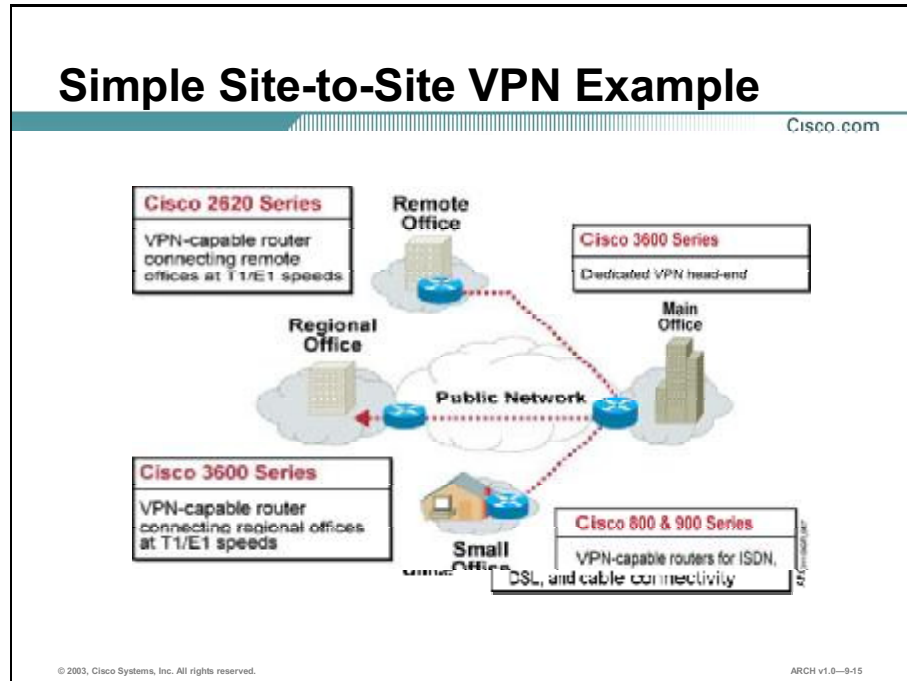 Simple Site-to-Site VPN Example
Cisco.com
Cisco 2620 Series
VPN-capable router
connecting remote
offices at T1/E1 speeds
Remote
Office
Cisco 3600 Series
Dedicated VPN head-end
Main
Office
Regional
Office
Public Network
Cisco 3600 Series
VPN-capable router
connecting regional offices
at T1/E1 speeds
Small
Office
Cisco 800 & 900 Series
VPN-capable routers for ISDN,
DSL, and cable connectivity
© 2003, Cisco Systems, Inc. All rights reserved.
ARCH v1.0—9-15